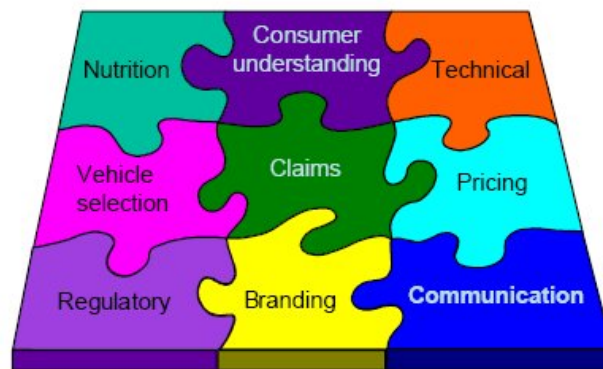 Nutrition
Consumer
understanding
Technical
Vehicle
selection
Claims
Pricing
Regulatory
Branding
Communication